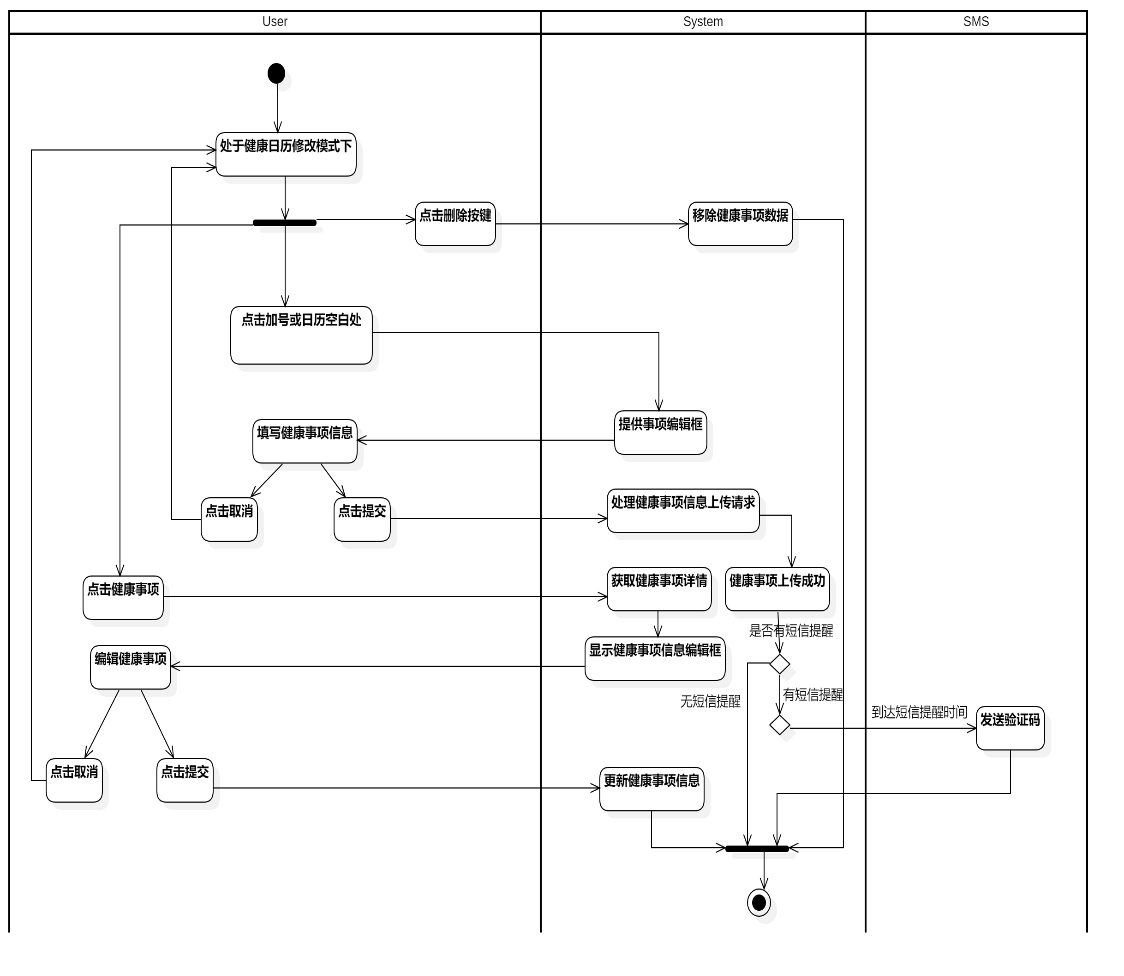 User
System
SMS
处于健康日历修改模式下
点击删除按键
移除健康事项数据
点击加号或日历空白处
提供事项编辑框
填写健康事项信息
点击取消
点击提交
处理健康事项信息上传请求
点击健康事项
获取健康事项详情
健康事项上传成功
是否有短信提醒
编辑健康事项
显示健康事项信息编辑框
无短信提醒
有短信提醒
到达短信提醒时间
发送验证码
点击取消
点击提交
更新健康事项信息